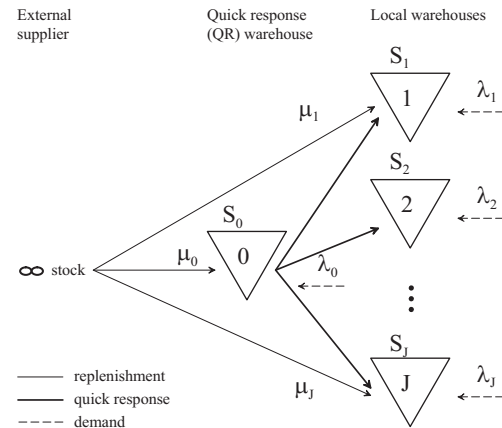 External
supplier
Quick response
(QR) warehouse
Local warehouses
S₁
1
λ₁
μ₁
S₂
2
λ₂
S₀
0
μ₀
λ₀
∞ stock
⋮
S_J
J
λ_J
μ_J
replenishment
quick response
demand